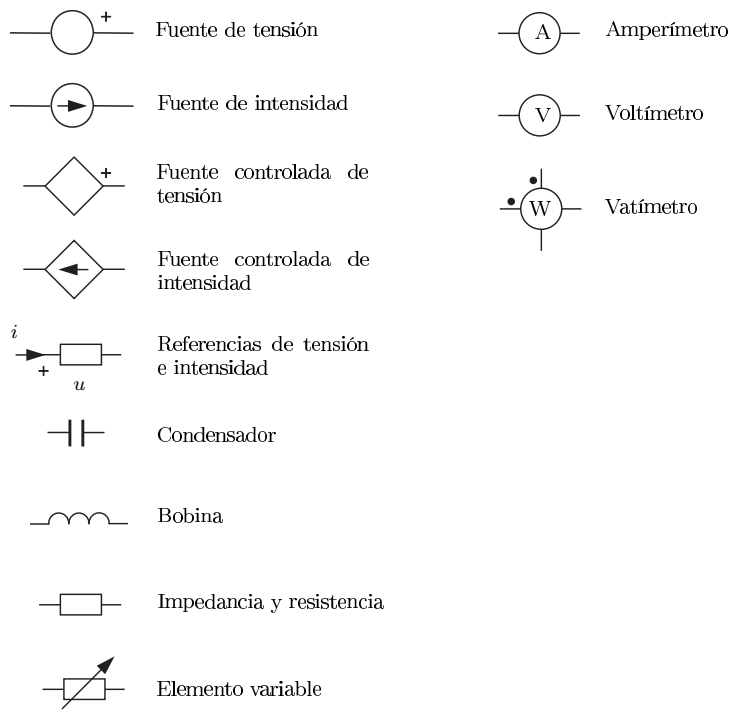 +
Fuente de tensión
Fuente de intensidad
+
Fuente controlada de
tensión
Fuente controlada de
intensidad
i
+
u
Referencias de tensión
e intensidad
Condensador
Bobina
Impedancia y resistencia
Elemento variable
A
Amperímetro
V
Voltímetro
W
Vatímetro